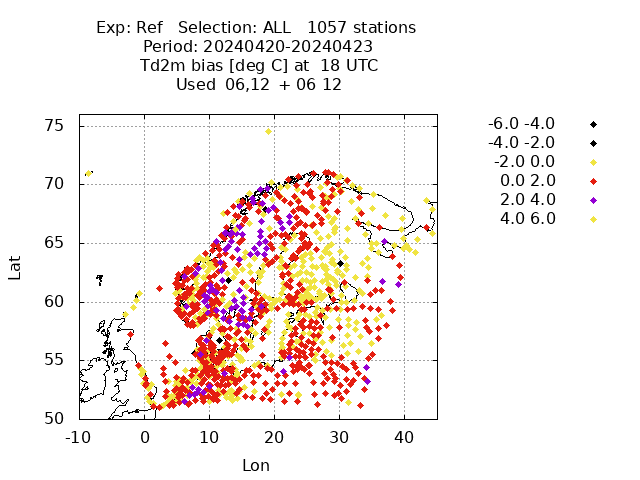 Exp: Ref   Selection: ALL   1057 stations
Period: 20240420-20240423
Td2m bias [deg C] at  18 UTC
Used  06,12  + 06 12
-6.0 -4.0
-4.0 -2.0
-2.0 0.0
0.0 2.0
2.0 4.0
4.0 6.0
75
70
65
60
55
50
Lat
-10 0 10 20 30 40
Lon